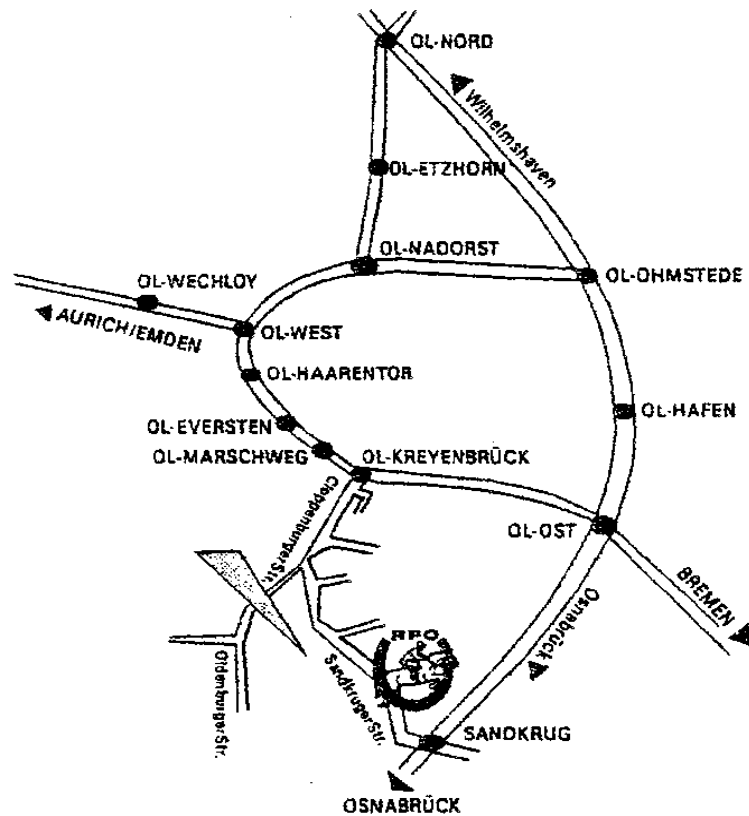 OL-NORD
Wilhelmshaven
OL-ETZHORN
OL-NADORST
OL-WECHLOY
OL-OHMSTEDE
AURICH/EMDEN
OL-WEST
OL-HAARENTOR
OL-HAFEN
OL-EVERSTEN
OL-MARSCHWEG
OL-KREYENBRÜCK
Cloppenburger Str.
OL-OST
BREMEN
Osnabrück
Oldenburger Str.
Sandkruger Str.
RPO
SANDKRUG
OSNABRÜCK